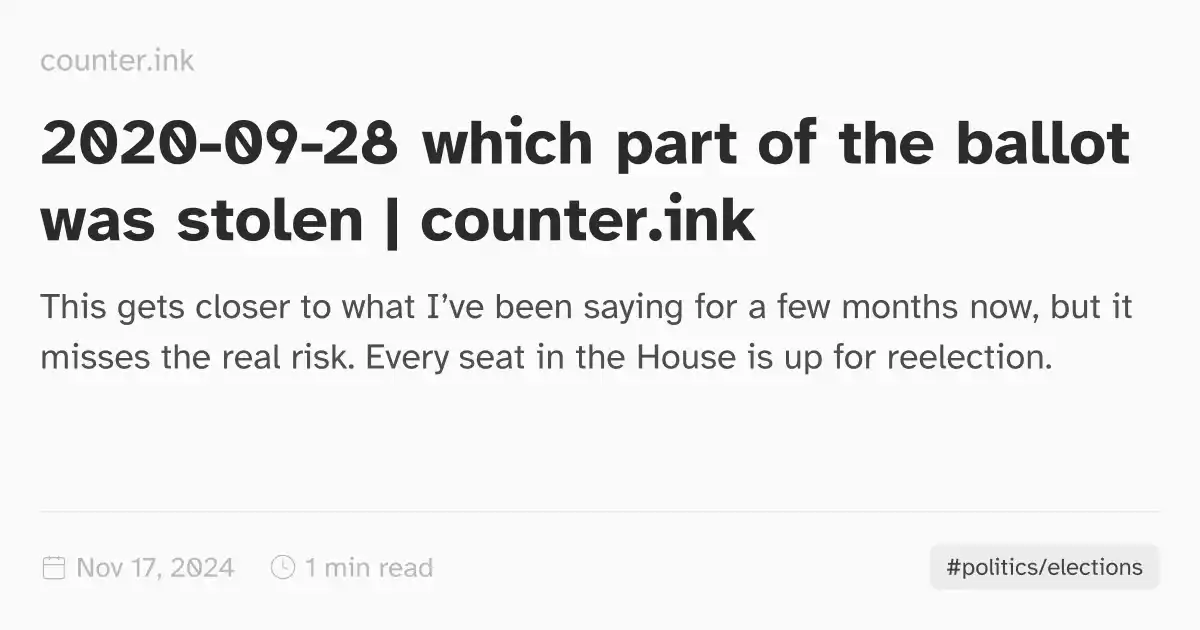 counter.ink
2020-09-28 which part of the ballot
was stolen | counter.ink
This gets closer to what I’ve been saying for a few months now, but it
misses the real risk. Every seat in the House is up for reelection.
Nov 17, 2024
1 min read
#politics/elections